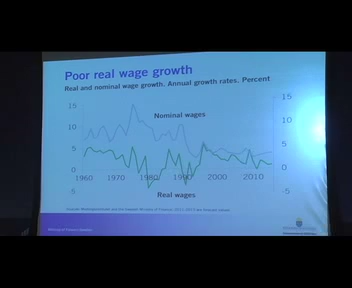 Poor real wage growth
Real and nominal wage growth. Annual growth rates. Percent
15
15
Nominal wages
10
10
5
5
0
0
1960 1970 1980 1990 2000 2010
-5
-5
Real wages
Ministry of Finance Sweden